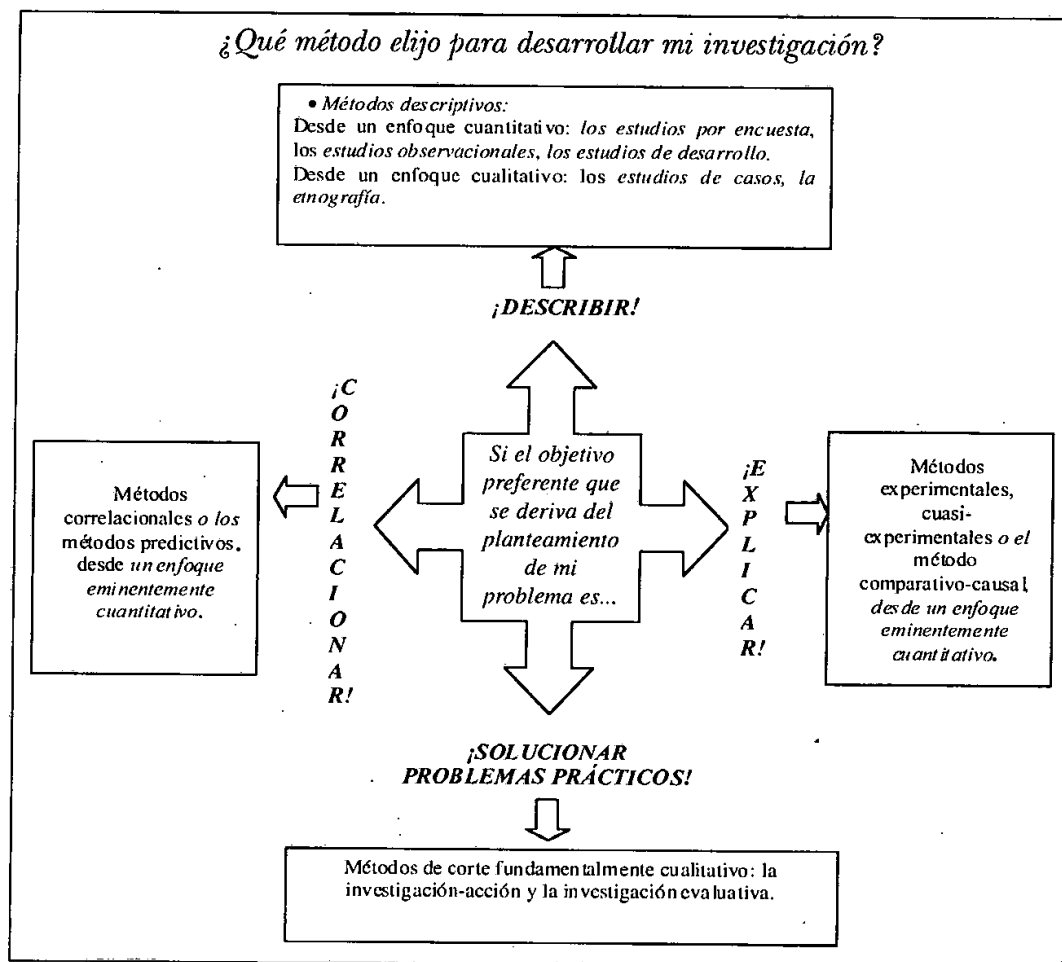 ¿Qué método elijo para desarrollar mi investigación?
• Métodos descriptivos:
Desde un enfoque cuantitativo: los estudios por encuesta,
los estudios observacionales, los estudios de desarrollo.
Desde un enfoque cualitativo: los estudios de casos, la
etnografía.
¡DESCRIBIR!
¡CORRELACIONAR!
Métodos
correlacionales o los
métodos predictivos,
desde un enfoque
eminentemente
cuantitativo.
Si el objetivo
preferente que
se deriva del
planteamiento
de mi
problema es...
¡EXPLICAR!
Métodos
experimentales,
cuasi-
experimentales o el
método
comparativo-causal,
desde un enfoque
eminentemente
cuantitativo.
¡SOLUCIONAR
PROBLEMAS PRÁCTICOS!
Métodos de corte fundamentalmente cualitativo: la
investigación-acción y la investigación evaluativa.